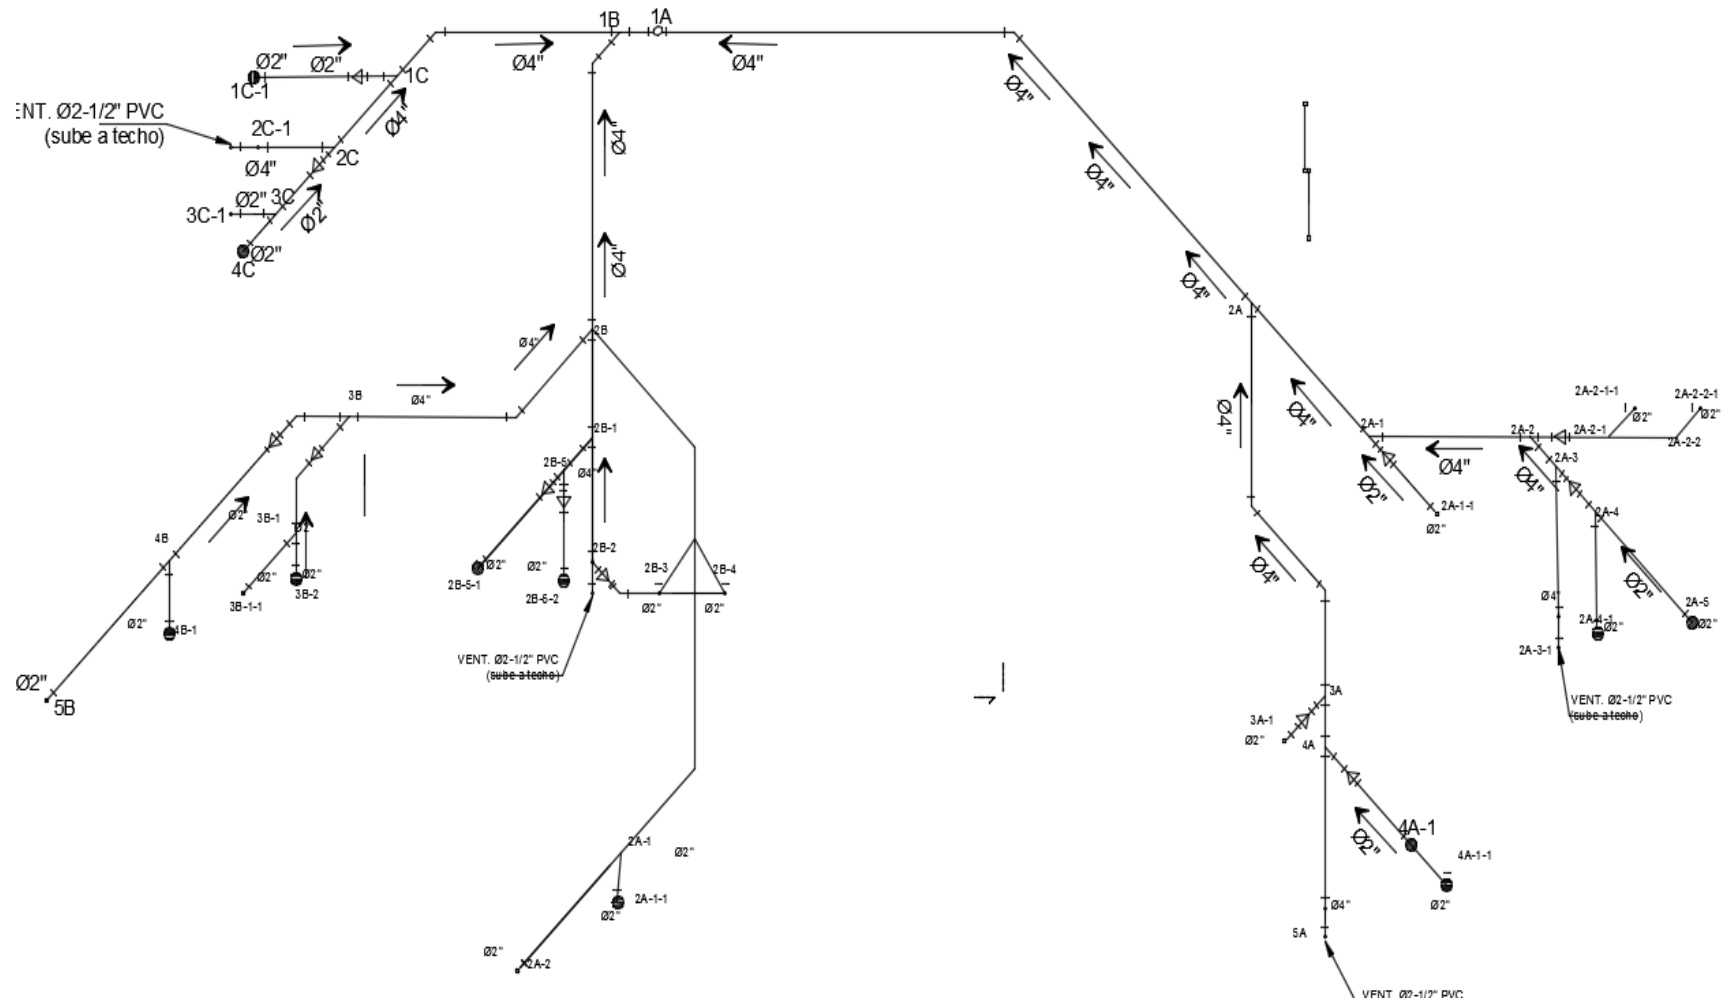 1B
1A
Ø2"
Ø2"
1C-1
1C
Ø4"
Ø4"
Ø4"
ENT. Ø2-1/2" PVC
(sube a techo)
2C-1
2C
Ø4"
Ø4"
Ø2"
3C
3C-1
Ø2"
Ø2"
4C
Ø4"
Ø4"
Ø4"
Ø4"
Ø4"
2A
2B
Ø4"
3B
Ø4"
2B-1
2B-5
Ø4"
4B
Ø2"
3B-1
Ø2"
Ø2"
3B-1-1
Ø2"
3B-2
Ø2"
4B-1
Ø2"
5B
Ø2"
2B-5-1
Ø2"
2B-6-2
2B-2
2B-3
2B-4
Ø2"
Ø2"
VENT. Ø2-1/2" PVC
(sube a techo)
2A-1
Ø2"
2A-1-1
Ø2"
Ø2"
2A-2
Ø4"
Ø4"
2A-1
Ø4"
2A-2
2A-2-1
2A-2-1-1
Ø2"
2A-2-2-1
Ø2"
2A-2-2
2A-3
Ø4"
Ø2"
2A-1-1
Ø2"
2A-4
Ø2"
2A-5
Ø2"
Ø4"
2A-4-1
Ø2"
2A-3-1
VENT. Ø2-1/2" PVC
(sube a techo)
Ø4"
3A
3A-1
Ø2"
4A
Ø2"
4A-1
4A-1-1
Ø2"
Ø4"
5A
VENT. Ø2-1/2" PVC